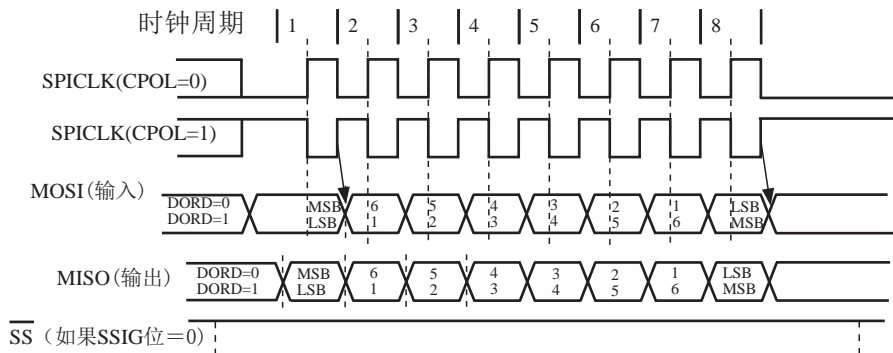 时钟周期 1 2 3 4 5 6 7 8
SPICLK(CPOL=0)
SPICLK(CPOL=1)
MOSI(输入)
DORD=0 MSB 6 5 4 3 2 1 LSB
DORD=1 LSB 1 2 3 4 5 6 MSB
MISO(输出)
DORD=0 MSB 6 5 4 3 2 1 LSB
DORD=1 LSB 1 2 3 4 5 6 MSB
SS（如果SSIG位＝0）